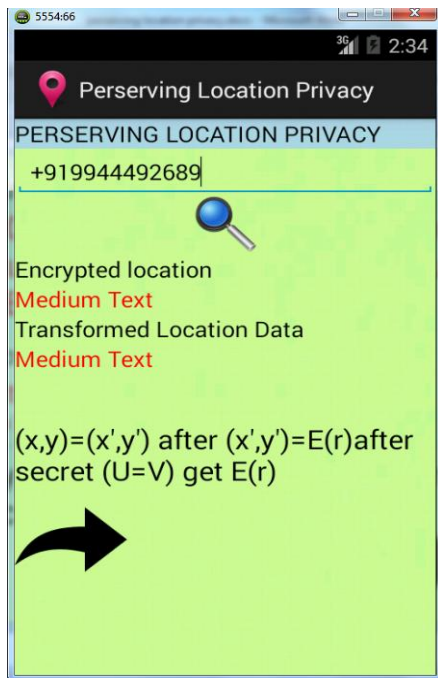 5554:66
3G 2:34
Perserving Location Privacy
PERSERVING LOCATION PRIVACY
+919944492689
Encrypted location
Medium Text
Transformed Location Data
Medium Text
(x,y)=(x',y') after (x',y')=E(r)after
secret (U=V) get E(r)